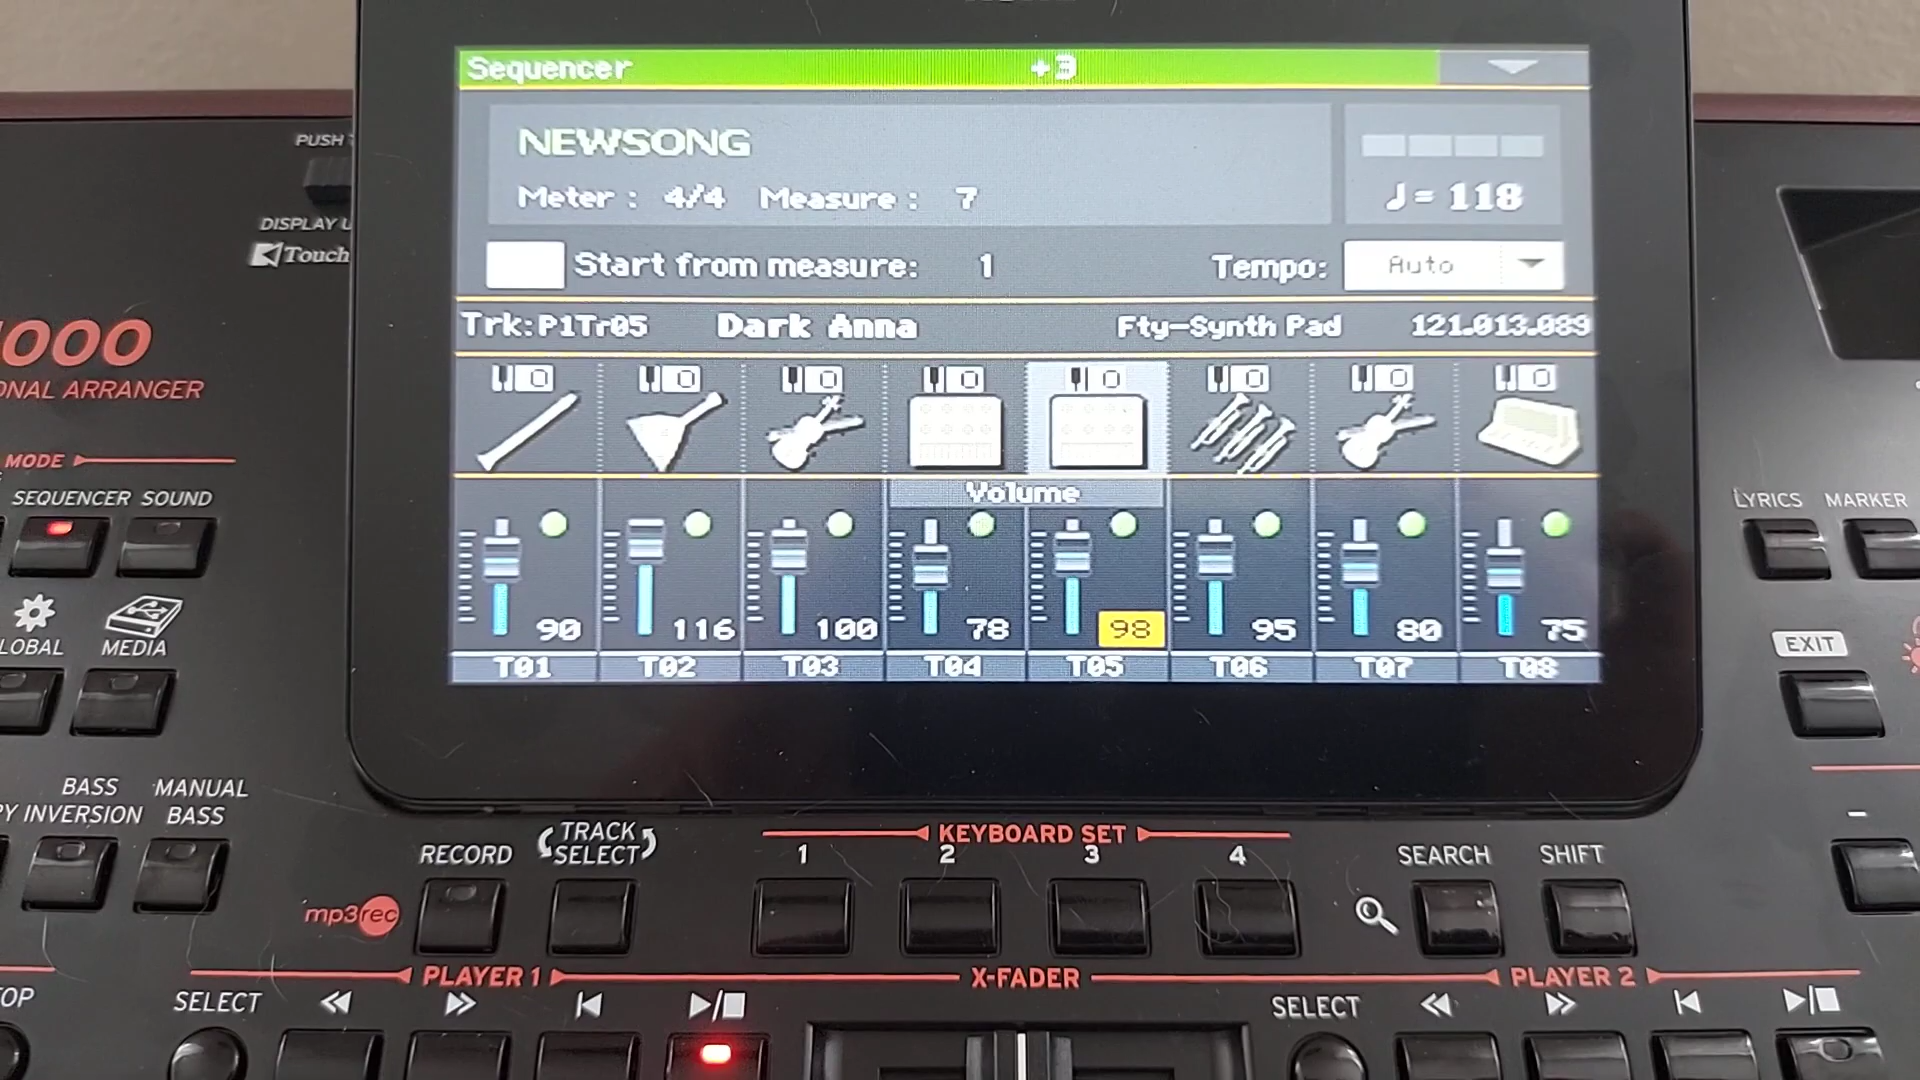 Sequencer +3
NEWSONG
Meter : 4/4 Measure : 7
♩= 118
Start from measure: 1 Tempo: Auto
Trk:P1Tr05 Dark Anna Fty-Synth Pad 121.013.089
Volume
90 116 100 78 98 95 80 75
T01 T02 T03 T04 T05 T06 T07 T08
PUSH
DISPLAY
Touch
000
ONAL ARRANGER
MODE
SEQUENCER SOUND
LOBAL MEDIA
BASS MANUAL
PY INVERSION BASS
LYRICS MARKER
EXIT
RECORD TRACK SELECT
KEYBOARD SET
1 2 3 4
SEARCH SHIFT
mp3rec
PLAYER 1 X-FADER PLAYER 2
OP SELECT SELECT